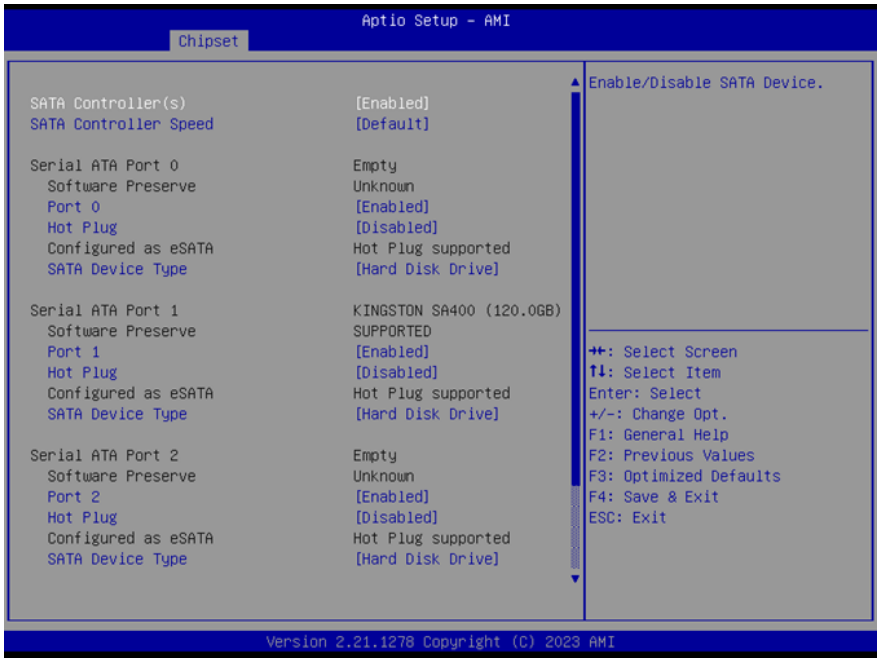 Aptio Setup – AMI
Chipset
SATA Controller(s) [Enabled]
SATA Controller Speed [Default]
Serial ATA Port 0 Empty
Software Preserve Unknown
Port 0 [Enabled]
Hot Plug [Disabled]
Configured as eSATA Hot Plug supported
SATA Device Type [Hard Disk Drive]
Serial ATA Port 1 KINGSTON SA400 (120.0GB)
Software Preserve SUPPORTED
Port 1 [Enabled]
Hot Plug [Disabled]
Configured as eSATA Hot Plug supported
SATA Device Type [Hard Disk Drive]
Serial ATA Port 2 Empty
Software Preserve Unknown
Port 2 [Enabled]
Hot Plug [Disabled]
Configured as eSATA Hot Plug supported
SATA Device Type [Hard Disk Drive]
Enable/Disable SATA Device.
→←: Select Screen
↑↓: Select Item
Enter: Select
+/-: Change Opt.
F1: General Help
F2: Previous Values
F3: Optimized Defaults
F4: Save & Exit
ESC: Exit
Version 2.21.1278 Copyright (C) 2023 AMI